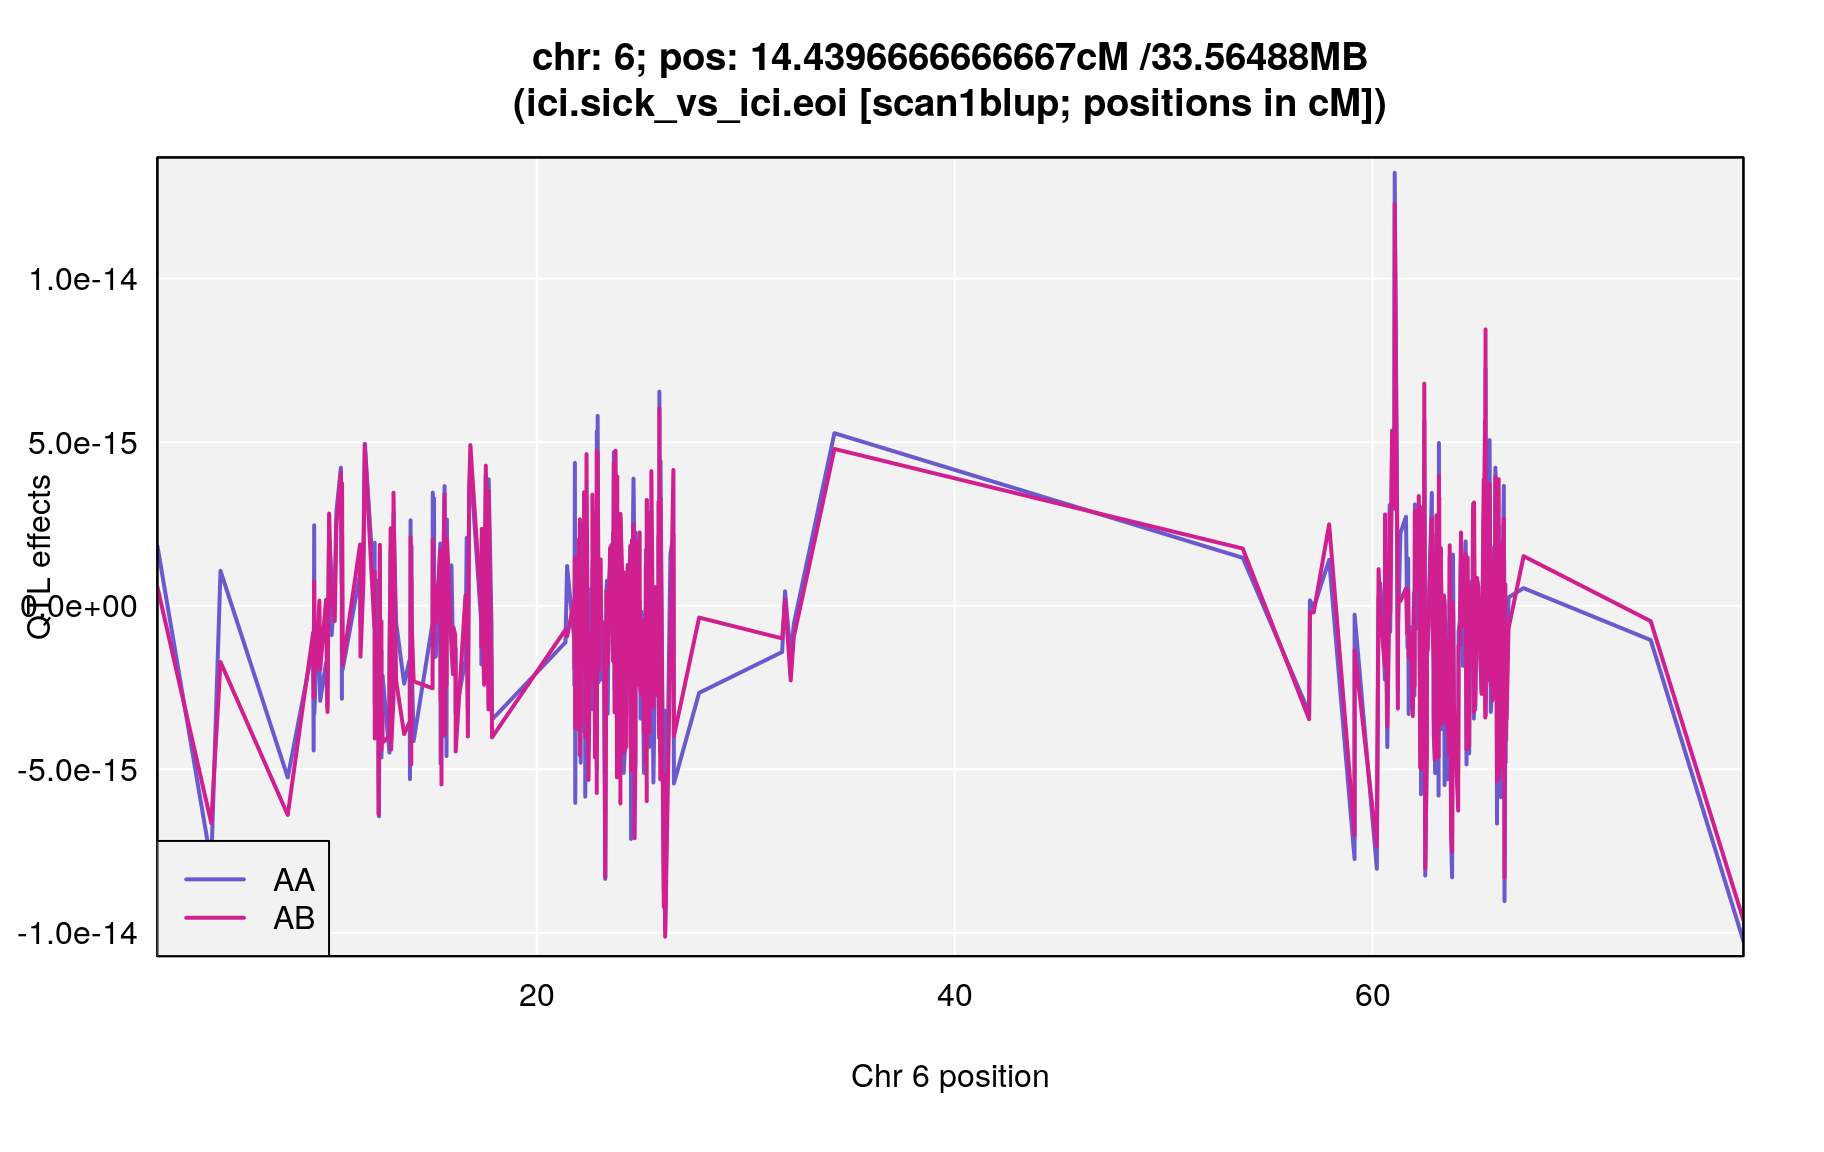 chr: 6; pos: 14.4396666666667cM /33.56488MB
(ici.sick_vs_ici.eoi [scan1blup; positions in cM])
QTL effects
1.0e-14
5.0e-15
0.0e+00
-5.0e-15
-1.0e-14
AA
AB
20 40 60
Chr 6 position